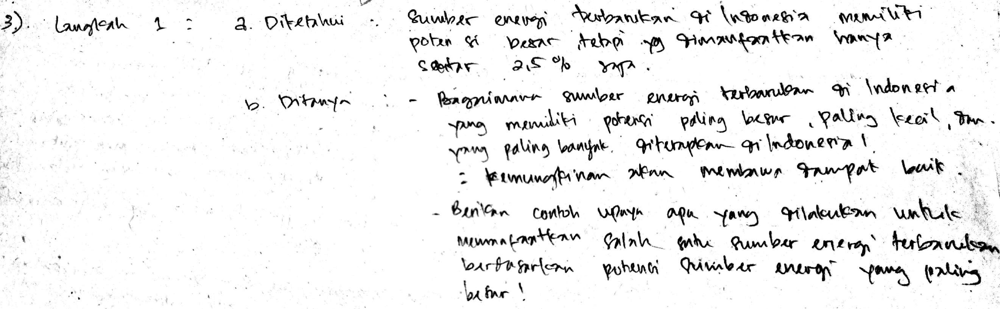 3.). Langkah 1 : a. Diketahui : Sumber energi terbarukan di Indonesia memiliki
potensi besar, tetapi yg dimanfaatkan hanya
sekitar 2,5 % saja.
b. Ditanya : - Bagaimana sumber energi terbarukan di Indonesia
yang memiliki potensi paling besar, paling kecil, dan
yang paling banyak diterapkan di Indonesia !
= kemungkinan akan membawa dampak baik.
- Berikan contoh upaya apa yang dilakukan untuk
memanfaatkan salah satu sumber energi terbarukan
berdasarkan potensi sumber energi yang paling
besar !